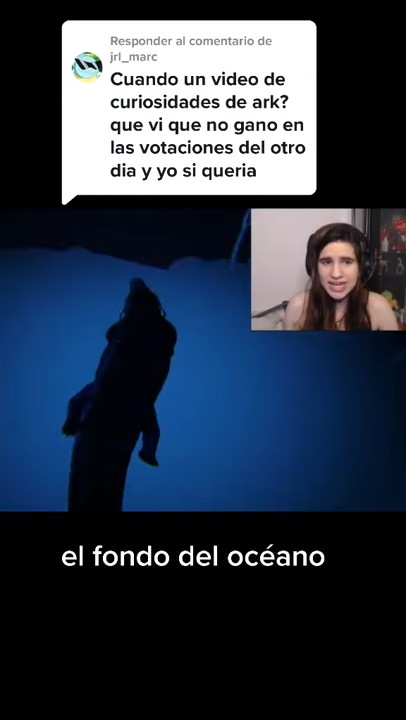 Responder al comentario de
jrl_marc
Cuando un video de
curiosidades de ark?
que vi que no gano en
las votaciones del otro
dia y yo si queria
el fondo del océano